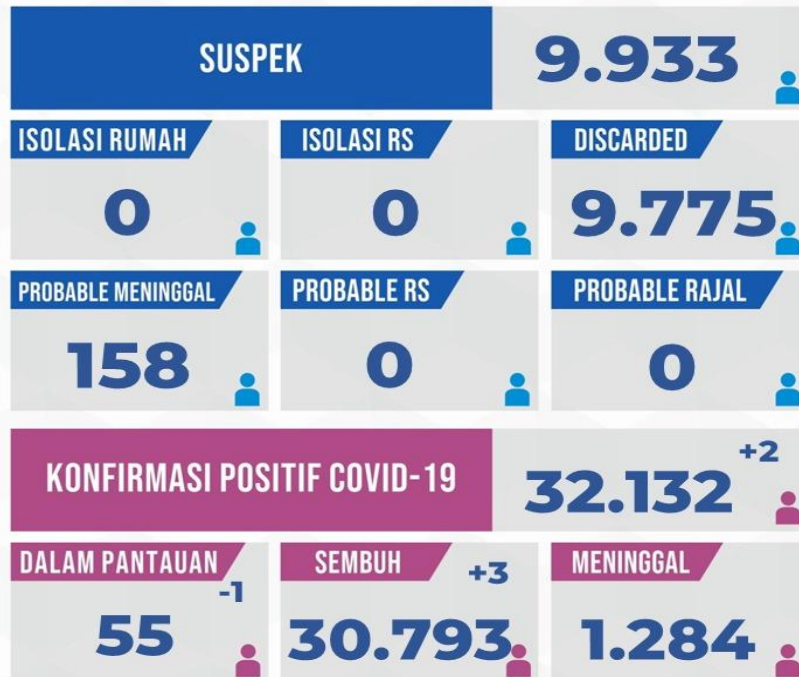 SUSPEK 9.933
ISOLASI RUMAH
0
ISOLASI RS
0
DISCARDED
9.775
PROBABLE MENINGGAL
158
PROBABLE RS
0
PROBABLE RAJAL
0
KONFIRMASI POSITIF COVID-19 32.132 +2
DALAM PANTAUAN
-1
55
SEMBUH
+3
30.793
MENINGGAL
1.284